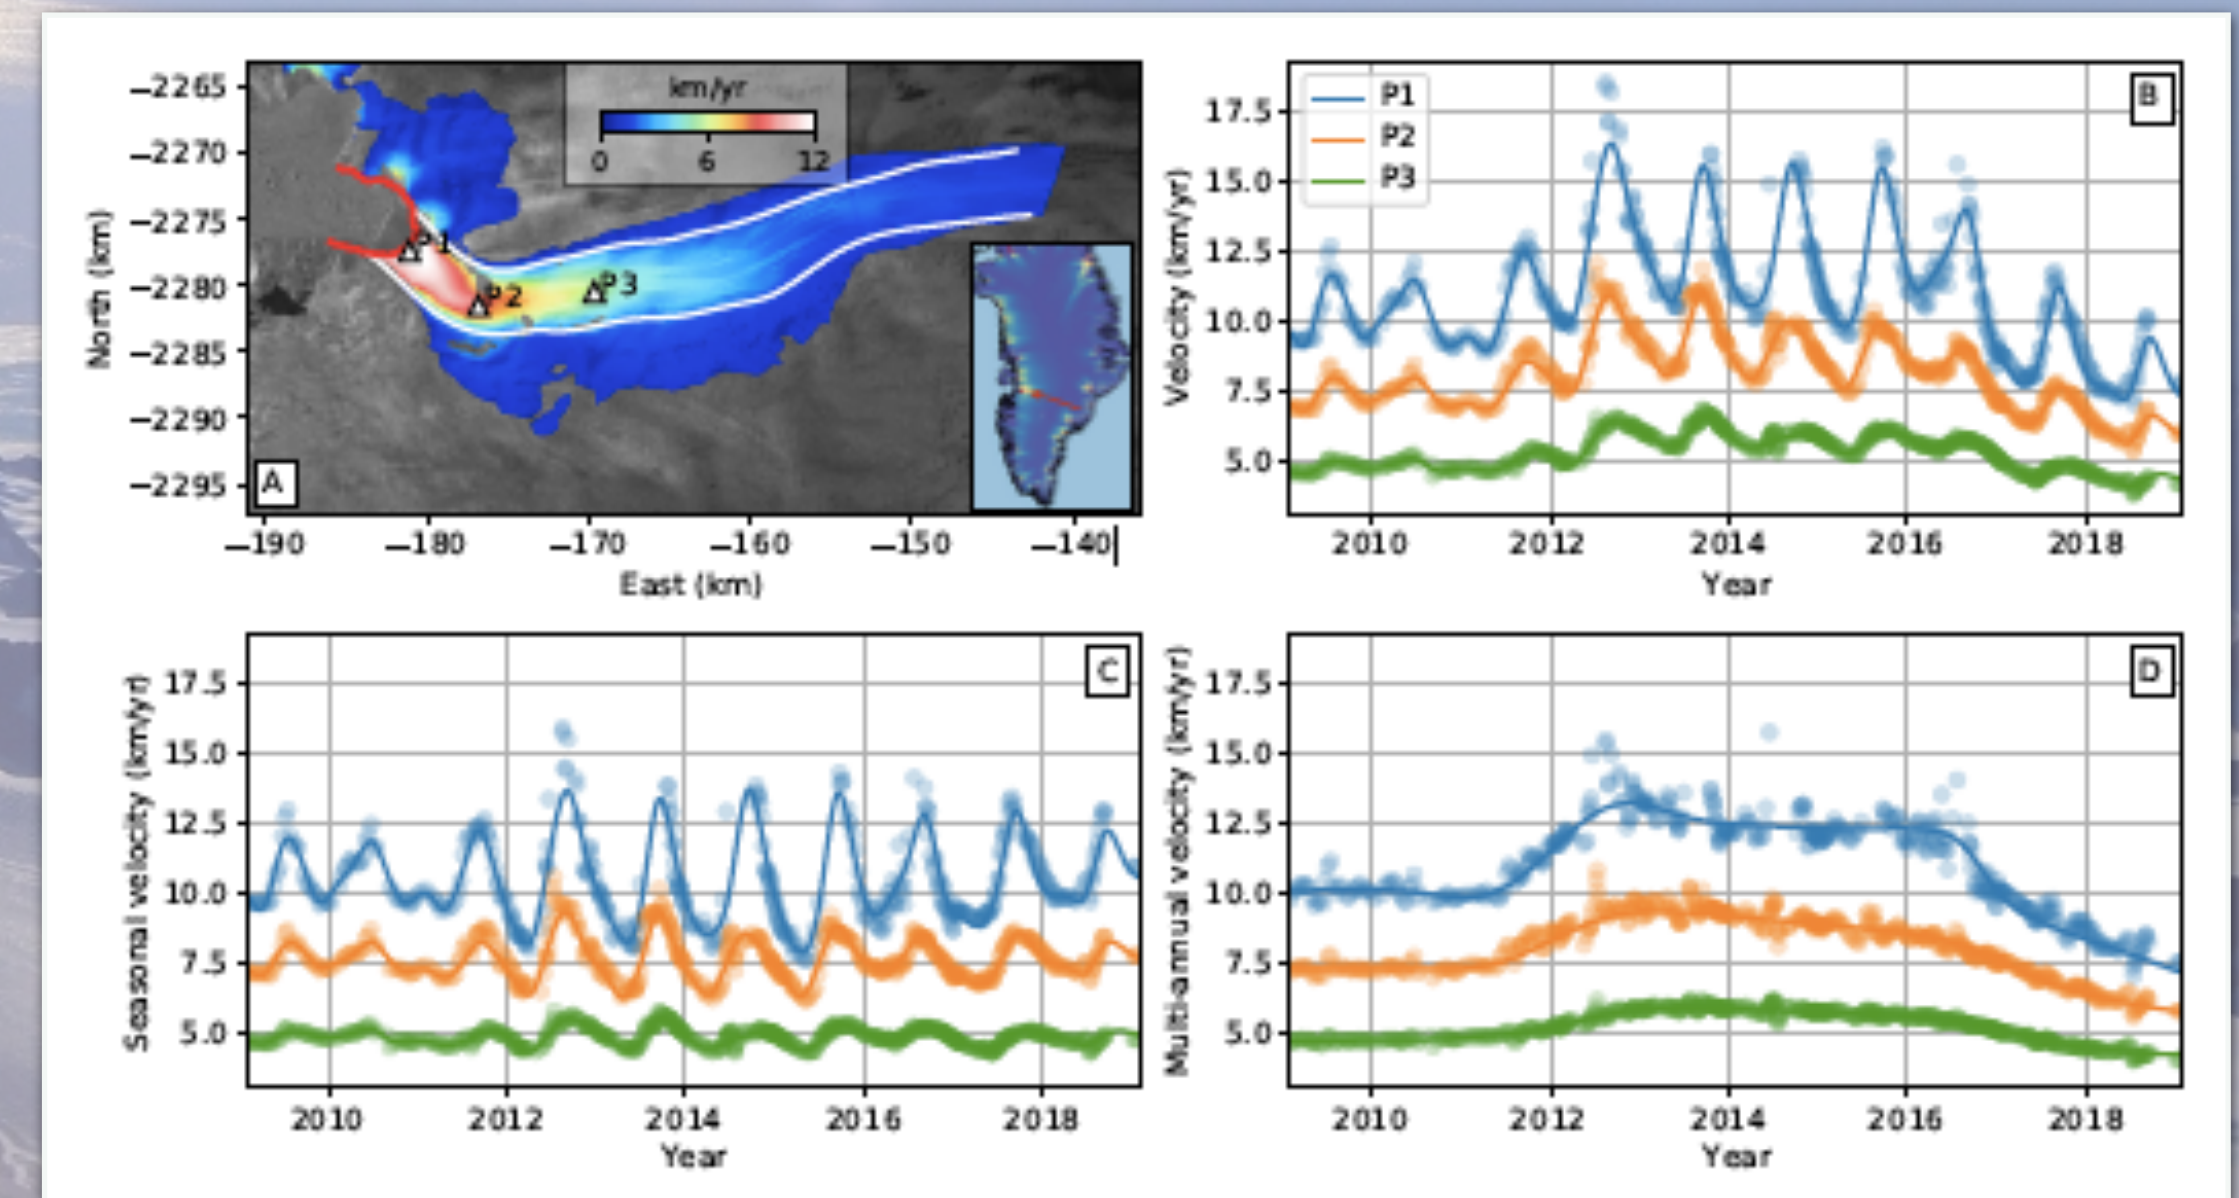 km/yr
0 6 12
−2265
−2270
−2275
−2280
−2285
−2290
−2295
North (km)
P1
P2
P3
A
−190 −180 −170 −160 −150 −140
East (km)
P1
P2
P3
B
17.5
15.0
12.5
10.0
7.5
5.0
Velocity (km/yr)
2010 2012 2014 2016 2018
Year
C
17.5
15.0
12.5
10.0
7.5
5.0
Seasonal velocity (km/yr)
2010 2012 2014 2016 2018
Year
D
17.5
15.0
12.5
10.0
7.5
5.0
Multi-annual velocity (km/yr)
2010 2012 2014 2016 2018
Year